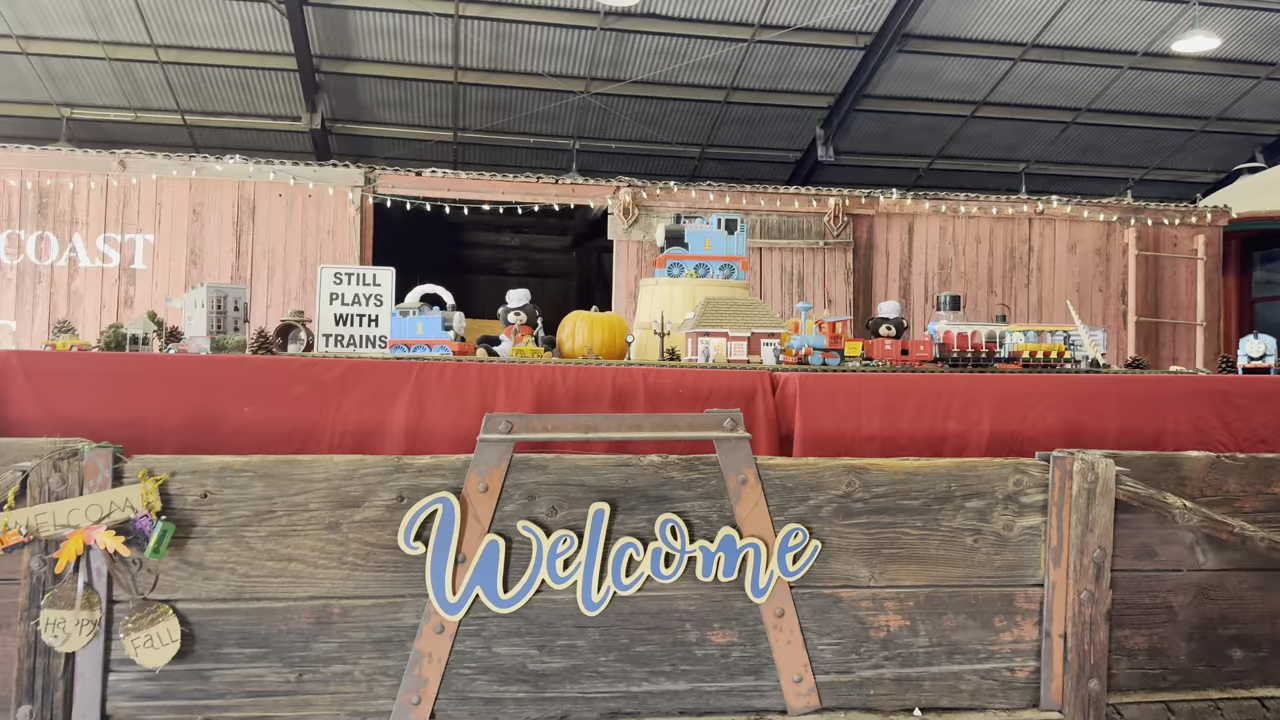 COAST
STILL
PLAYS
WITH
TRAINS
1
Welcome
WELCOME
Happy
FALL